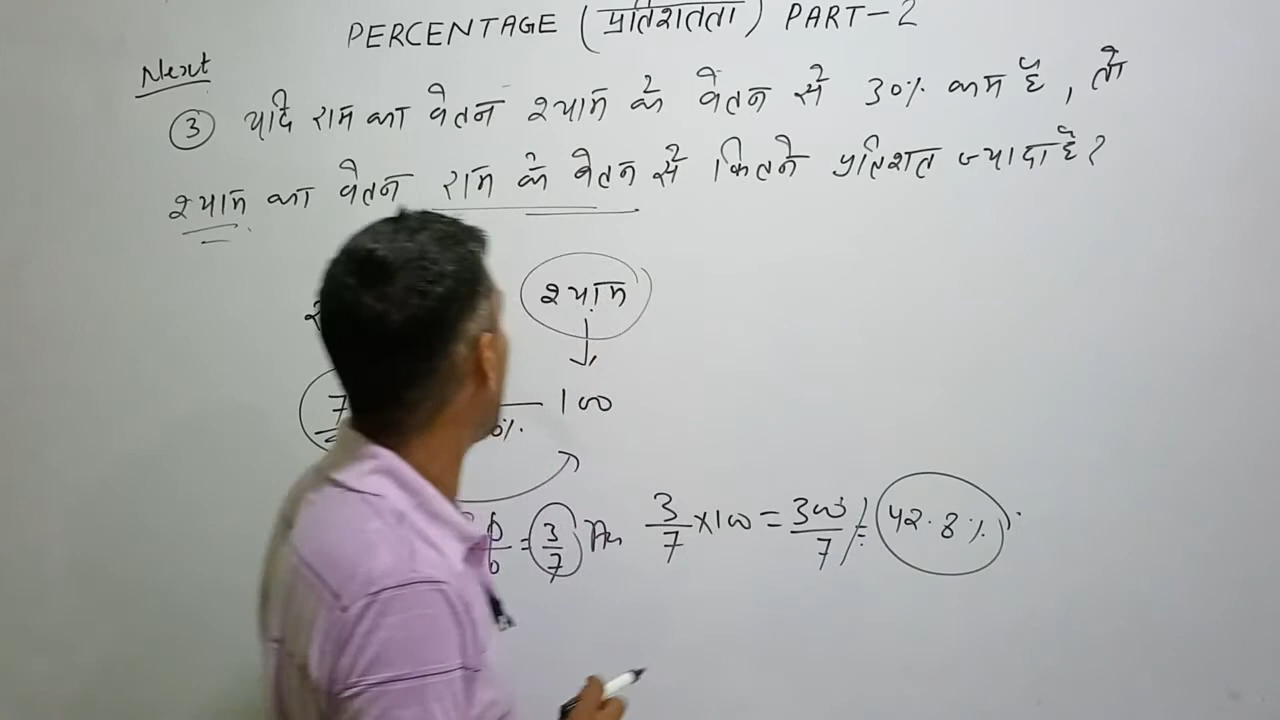 PERCENTAGE (प्रतिशतता) PART-2
Next
③ यदि राम का वेतन श्याम के वेतन से 30% कम है, तो
श्याम का वेतन राम के वेतन से कितने प्रतिशत ज्यादा है?
श्याम
100
= 3/7 3/7 × 100 = 300/7 % = 42.8%